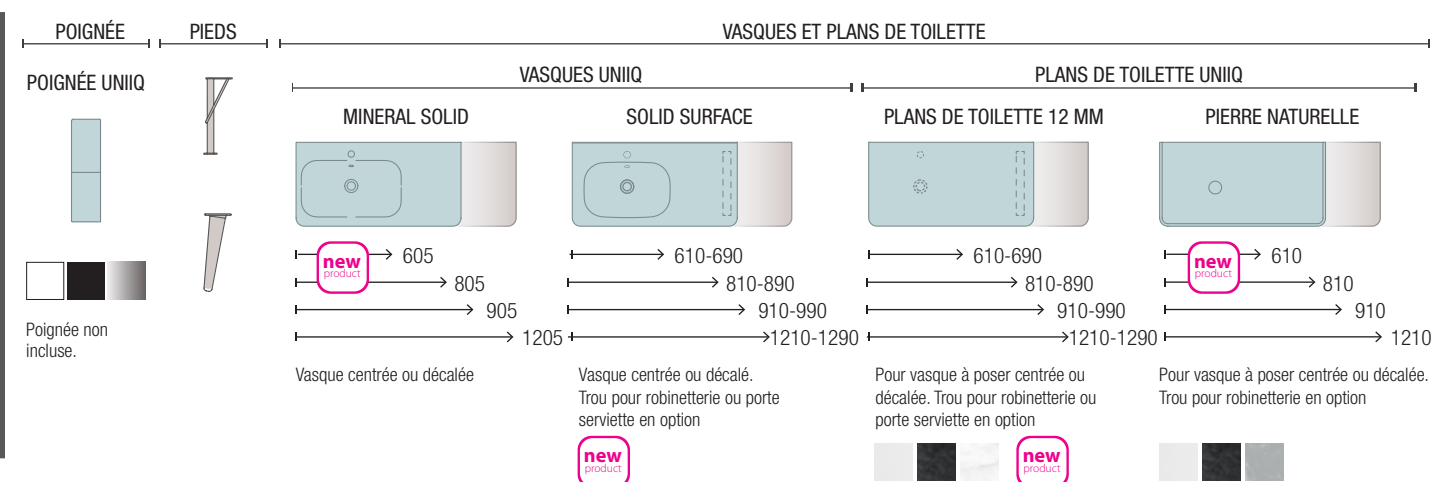 POIGNÉE
PIEDS
VASQUES ET PLANS DE TOILETTE
POIGNÉE UNIIQ
VASQUES UNIIQ
PLANS DE TOILETTE UNIIQ
MINERAL SOLID
SOLID SURFACE
PLANS DE TOILETTE 12 MM
PIERRE NATURELLE
Poignée non
incluse.
new
product
605
805
905
1205
Vasque centrée ou décalée
610-690
810-890
910-990
1210-1290
Vasque centrée ou décalé.
Trou pour robinetterie ou porte
serviette en option
new
product
610-690
810-890
910-990
1210-1290
Pour vasque à poser centrée ou
décalée. Trou pour robinetterie ou
porte serviette en option
new
product
new
product
610
810
910
1210
Pour vasque à poser centrée ou décalée.
Trou pour robinetterie en option